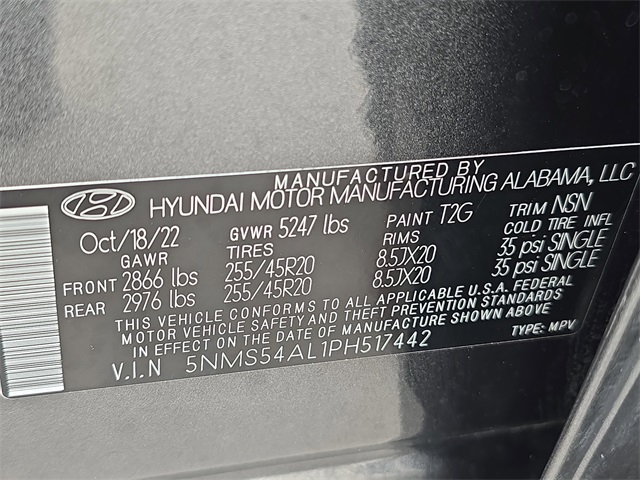 MANUFACTURED BY
HYUNDAI MOTOR MANUFACTURING ALABAMA, LLC
Oct/18/22 GVWR 5247 lbs PAINT T2G TRIM NSN
GAWR TIRES RIMS COLD TIRE INFL
FRONT 2866 lbs 255/45R20 8.5JX20 35 psi SINGLE
REAR 2976 lbs 255/45R20 8.5JX20 35 psi SINGLE
THIS VEHICLE CONFORMS TO ALL APPLICABLE U.S.A. FEDERAL
MOTOR VEHICLE SAFETY AND THEFT PREVENTION STANDARDS
IN EFFECT ON THE DATE OF MANUFACTURE SHOWN ABOVE.
V.I.N 5NMS54AL1PH517442 TYPE: MPV